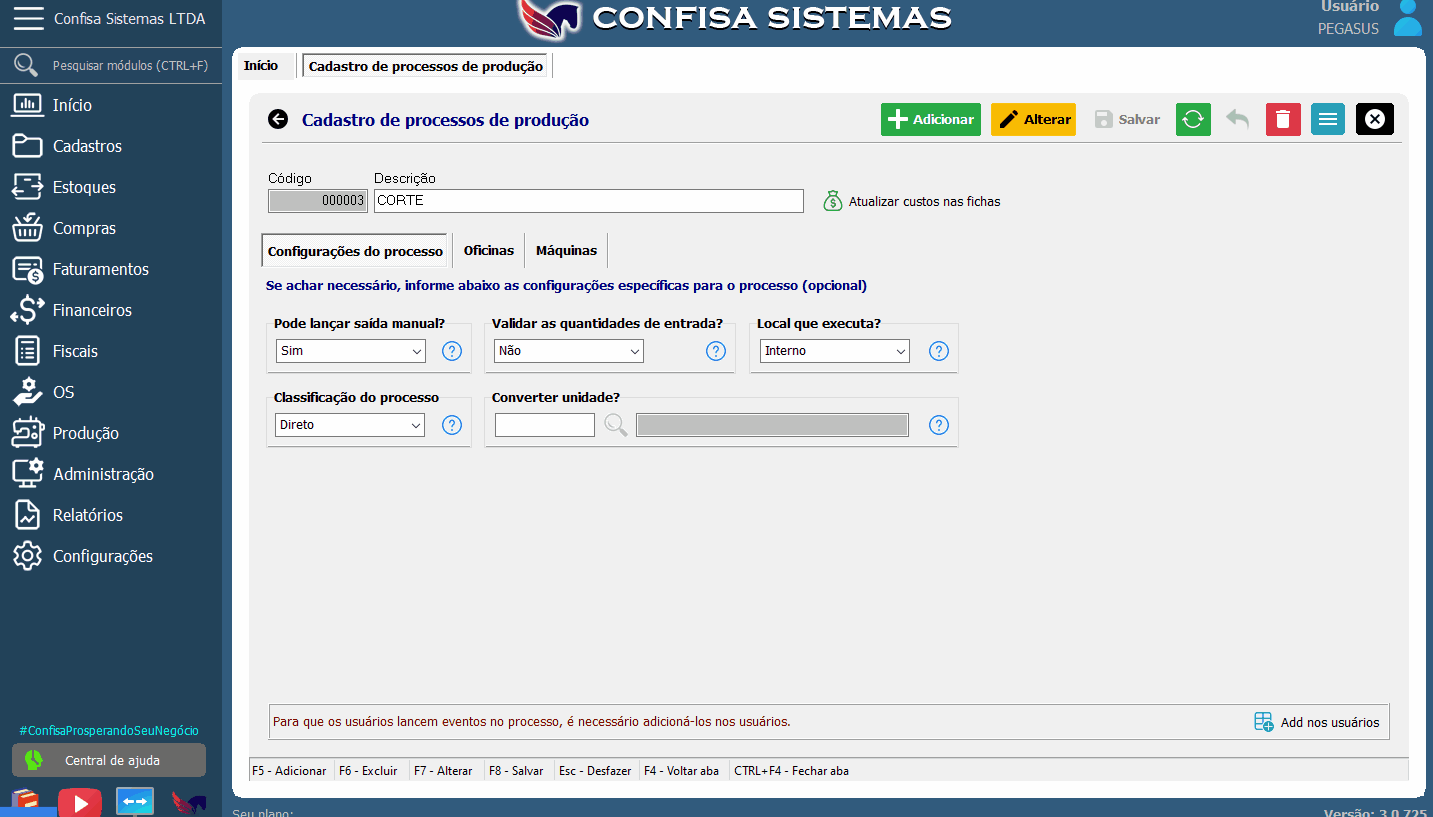 Confisa Sistemas LTDA
CONFISA SISTEMAS
Usuário
PEGASUS
Pesquisar módulos (CTRL+F)
Início
Cadastros
Estoques
Compras
Faturamentos
Financeiros
Fiscais
OS
Produção
Administração
Relatórios
Configurações
#ConfisaProsperandoSeuNegócio
Central de ajuda
Início
Cadastro de processos de produção
Cadastro de processos de produção
Adicionar
Alterar
Salvar
Código
Descrição
000003
CORTE
Atualizar custos nas fichas
Configurações do processo
Oficinas
Máquinas
Se achar necessário, informe abaixo as configurações específicas para o processo (opcional)
Pode lançar saída manual?
Validar as quantidades de entrada?
Local que executa?
Sim
Não
Interno
Classificação do processo
Converter unidade?
Direto
Para que os usuários lancem eventos no processo, é necessário adicioná-los nos usuários.
Add nos usuários
F5 - Adicionar
F6 - Excluir
F7 - Alterar
F8 - Salvar
Esc - Desfazer
F4 - Voltar aba
CTRL+F4 - Fechar aba
Seu plano:
Versão: 3.0.725